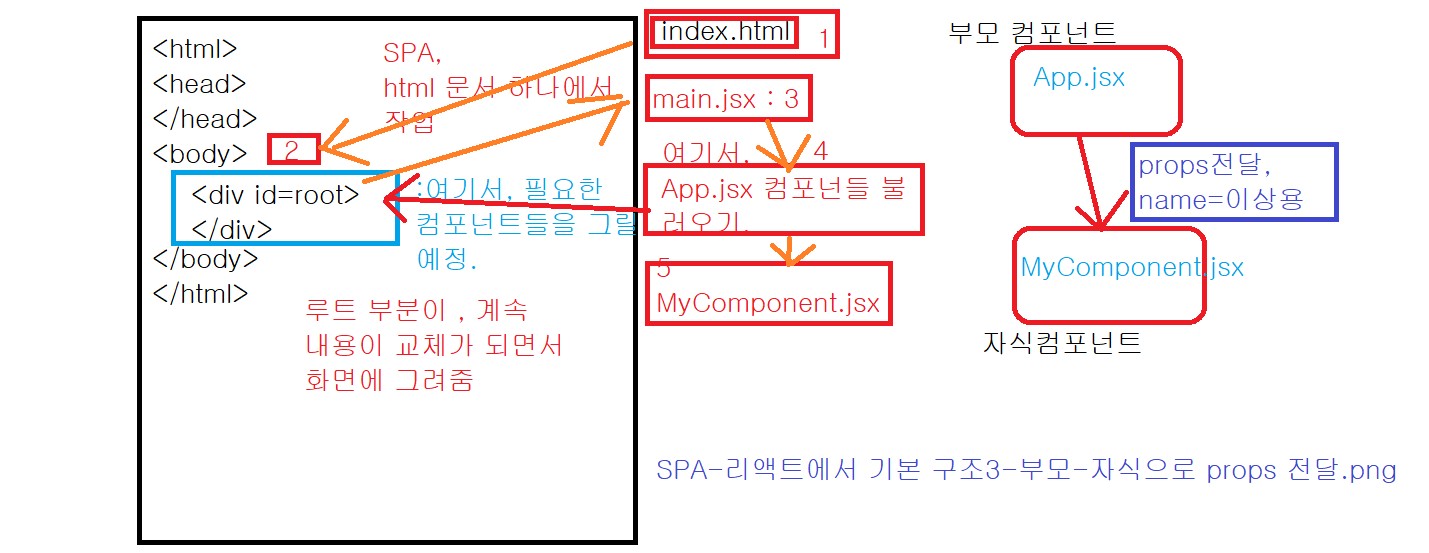 <html>
<head>
</head>
<body>
<div id=root>
</div>
</body>
</html>
SPA,
html 문서 하나에서
작업
2
:여기서, 필요한
컴포넌트들을 그릴
예정.
루트 부분이 , 계속
내용이 교체가 되면서
화면에 그려줌
index.html
1
main.jsx : 3
여기서, 4
App.jsx 컴포넌들 불
러오기.
5
MyComponent.jsx
부모 컴포넌트
App.jsx
props전달,
name=이상용
MyComponent.jsx
자식컴포넌트
SPA-리액트에서 기본 구조3-부모-자식으로 props 전달.png